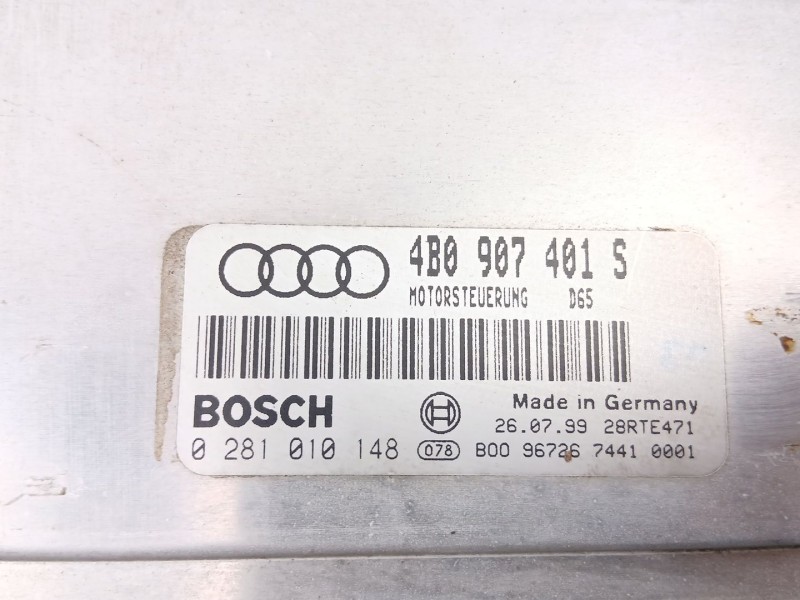 4B0 907 401 S
MOTORSTEUERUNG D65
BOSCH
Made in Germany
26.07.99 28RTE471
0 281 010 148 078 B00 96726 7441 0001